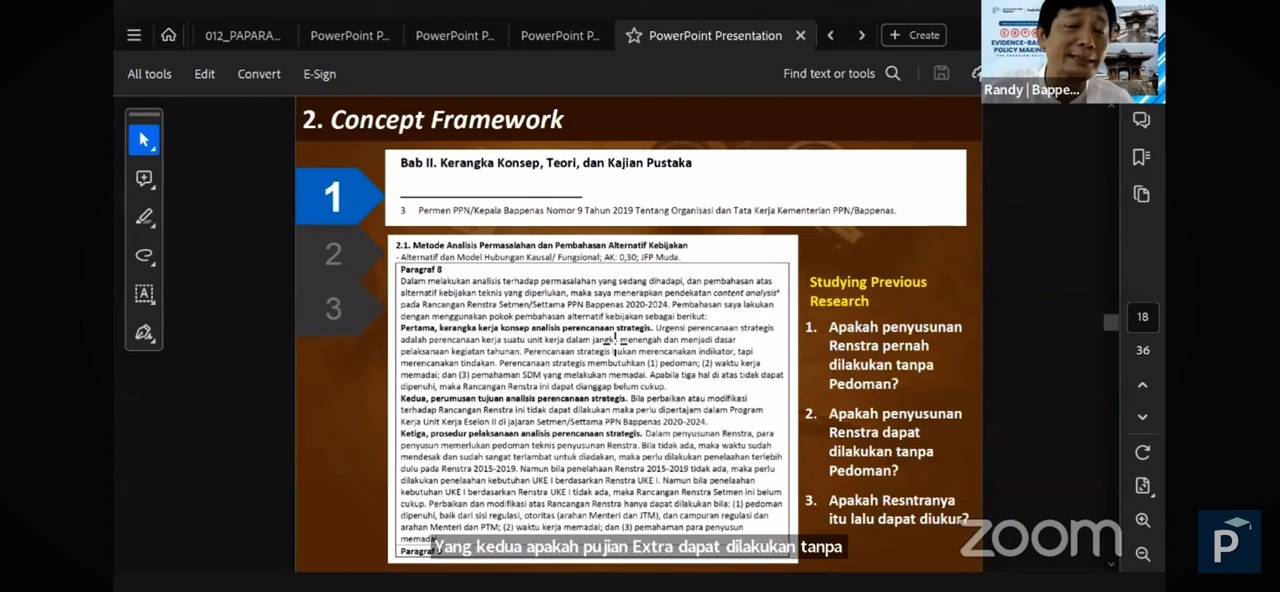 012_PAPARA...
PowerPoint P...
PowerPoint P...
PowerPoint P...
PowerPoint Presentation
Create
All tools
Edit
Convert
E-Sign
Find text or tools
EVIDENCE-BA
POLICY MAKING
Randy | Bappe...
2. Concept Framework
1
2
3
Bab II. Kerangka Konsep, Teori, dan Kajian Pustaka
3 Permen PPN/Kepala Bappenas Nomor 9 Tahun 2019 Tentang Organisasi dan Tata Kerja Kementerian PPN/Bappenas.
2.1. Metode Analisis Permasalahan dan Pembahasan Alternatif Kebijakan
- Alternatif dan Model Hubungan Kausal/ Fungsional; AK: 0,30; JFP Muda.
Paragraf 8
Dalam melakukan analisis terhadap permasalahan yang sedang dihadapi, dan pembahasan atas
alternatif kebijakan teknis yang diperlukan, maka saya menerapkan pendekatan content analysis⁴
pada Rancangan Renstra Setmen/Settama PPN Bappenas 2020-2024. Pembahasan saya lakukan
dengan menggunakan pokok pembahasan alternatif kebijakan sebagai berikut:
Pertama, kerangka kerja konsep analisis perencanaan strategis. Urgensi perencanaan strategis
adalah perencanaan kerja suatu unit kerja dalam jangka menengah dan menjadi dasar
pelaksanaan kegiatan tahunan. Perencanaan strategis bukan merencanakan indikator, tapi
merencanakan tindakan. Perencanaan strategis membutuhkan (1) pedoman; (2) waktu kerja
memadai; dan (3) pemahaman SDM yang melakukan memadai. Apabila tiga hal di atas tidak dapat
dipenuhi, maka Rancangan Renstra ini dapat dianggap belum cukup.
Kedua, perumusan tujuan analisis perencanaan strategis. Bila perbaikan atau modifikasi
terhadap Rancangan Renstra ini tidak dapat dilakukan maka perlu dipertajam dalam Program
Kerja Unit Kerja Eselon II di jajaran Setmen/Settama PPN Bappenas 2020-2024.
Ketiga, prosedur pelaksanaan analisis perencanaan strategis. Dalam penyusunan Renstra, para
penyusun memerlukan pedoman teknis penyusunan Renstra. Bila tidak ada, maka waktu sudah
mendesak dan sudah sangat terlambat untuk diadakan, maka perlu dilakukan penelaahan terlebih
dulu pada Renstra 2015-2019. Namun bila penelaahan Renstra 2015-2019 tidak ada, maka perlu
dilakukan penelaahan kebutuhan UKE I berdasarkan Renstra UKE I. Namun bila penelaahan
kebutuhan UKE I berdasarkan Renstra UKE I tidak ada, maka Rancangan Renstra Setmen ini belum
cukup. Perbaikan dan modifikasi atas Rancangan Renstra hanya dapat dilakukan bila: (1) pedoman
dipenuhi, baik dari sisi regulasi, otoritas (arahan Menteri dan JTM), dan campuran regulasi dan
arahan Menteri dan PTM; (2) waktu kerja memadai; dan (3) pemahaman para penyusun
memadai.
Paragraf
Studying Previous
Research
1. Apakah penyusunan
Renstra pernah
dilakukan tanpa
Pedoman?
2. Apakah penyusunan
Renstra dapat
dilakukan tanpa
Pedoman?
3. Apakah Resntranya
itu lalu dapat diukur?
Yang kedua apakah pujian Extra dapat dilakukan tanpa
18
36
zoom
P